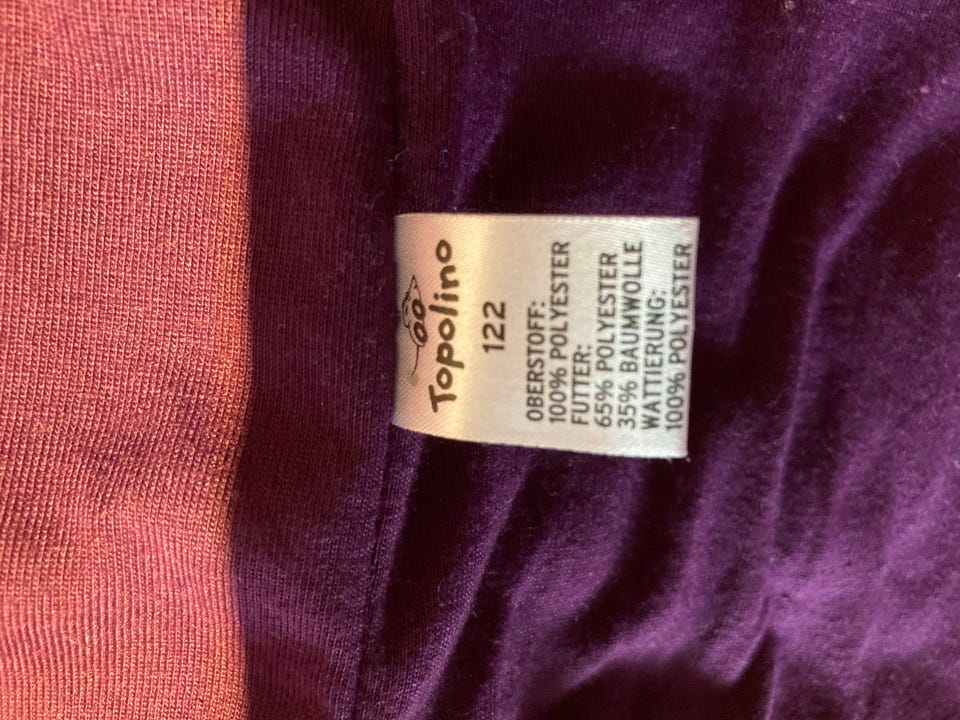 Topolino
122
OBERSTOFF:
100% POLYESTER
FUTTER:
65% POLYESTER
35% BAUMWOLLE
WATTIERUNG:
100% POLYESTER